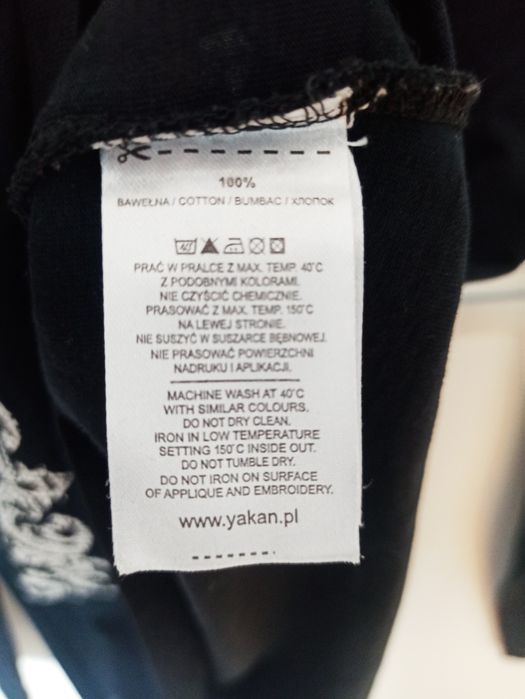 100%
BAWEŁNA / COTTON / BUMBAC / ХЛОПОК
40
PRAĆ W PRALCE Z MAX. TEMP. 40°C
Z PODOBNYMI KOLORAMI.
NIE CZYŚCIĆ CHEMICZNIE.
PRASOWAĆ Z MAX. TEMP. 150°C
NA LEWEJ STRONIE.
NIE SUSZYĆ W SUSZARCE BĘBNOWEJ.
NIE PRASOWAĆ POWIERZCHNI
NADRUKU I APLIKACJI.
MACHINE WASH AT 40°C
WITH SIMILAR COLOURS.
DO NOT DRY CLEAN.
IRON IN LOW TEMPERATURE
SETTING 150°C INSIDE OUT.
DO NOT TUMBLE DRY.
DO NOT IRON ON SURFACE
OF APPLIQUE AND EMBROIDERY.
www.yakan.pl